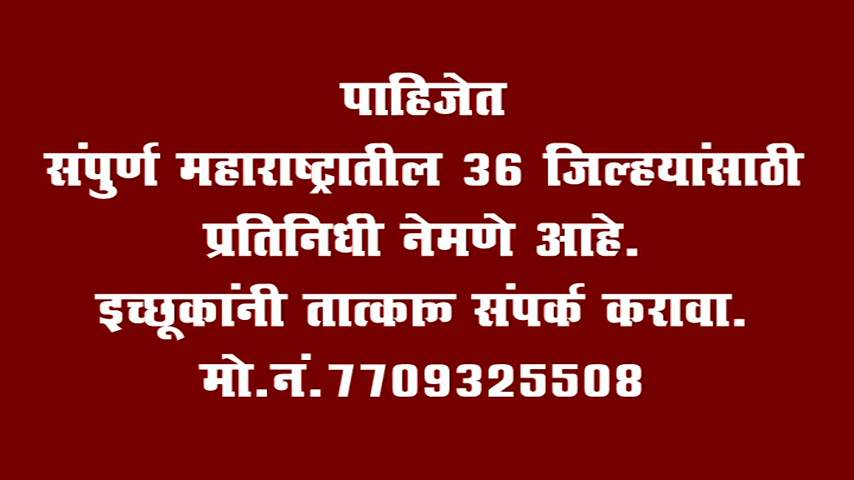 पाहिजेत
संपुर्ण महाराष्ट्रातील 36 जिल्हयांसाठी
प्रतिनिधी नेमणे आहे.
इच्छूकांनी तात्काळ संपर्क करावा.
मो.नं.7709325508